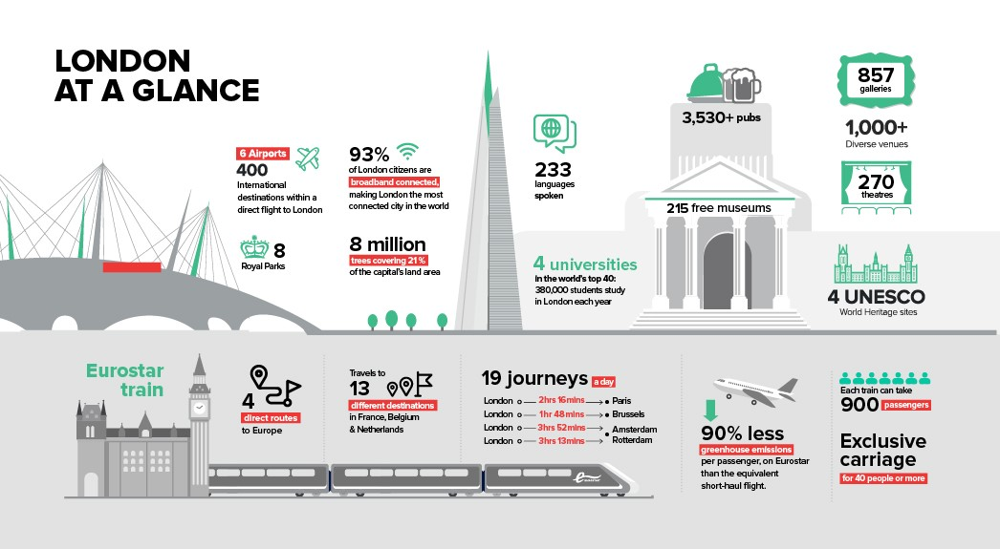 LONDON
AT A GLANCE
6 Airports
400
International
destinations within a
direct flight to London
93%
of London citizens are
broadband connected,
making London the most
connected city in the world
8
Royal Parks
8 million
trees covering 21%
of the capital's land area
233
languages
spoken
4 universities
in the world's top 40:
380,000 students study
in London each year
3,530+ pubs
215 free museums
857
galleries
1,000+
Diverse venues
270
theatres
4 UNESCO
World Heritage sites
Eurostar
train
4
direct routes
to Europe
Travels to
13
different destinations
in France, Belgium
& Netherlands
19 journeys a day
London 2hrs 16mins Paris
London 1hr 48mins Brussels
London 3hrs 52mins Amsterdam
London 3hrs 13mins Rotterdam
90% less
greenhouse emissions
per passenger, on Eurostar
than the equivalent
short-haul flight.
Each train can take
900 passengers
Exclusive
carriage
for 40 people or more